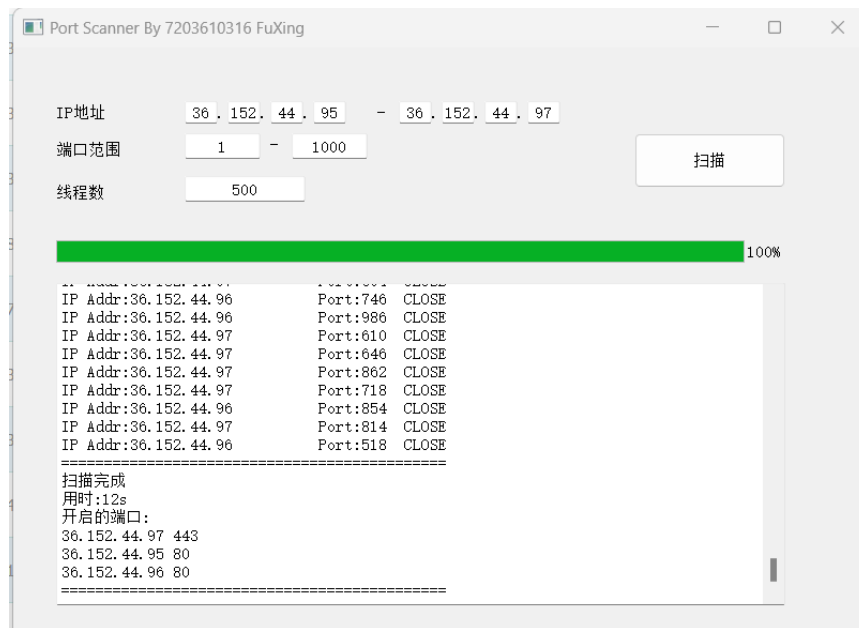 Port Scanner By 7203610316 FuXing
IP地址 36 . 152 . 44 . 95 - 36 . 152 . 44 . 97
端口范围 1 - 1000
扫描
线程数 500
100%
IP Addr:36.152.44.96 Port:746 CLOSE
IP Addr:36.152.44.96 Port:986 CLOSE
IP Addr:36.152.44.97 Port:610 CLOSE
IP Addr:36.152.44.97 Port:646 CLOSE
IP Addr:36.152.44.97 Port:862 CLOSE
IP Addr:36.152.44.97 Port:718 CLOSE
IP Addr:36.152.44.96 Port:854 CLOSE
IP Addr:36.152.44.97 Port:814 CLOSE
IP Addr:36.152.44.96 Port:518 CLOSE
=============================================
扫描完成
用时:12s
开启的端口:
36.152.44.97 443
36.152.44.95 80
36.152.44.96 80
=============================================